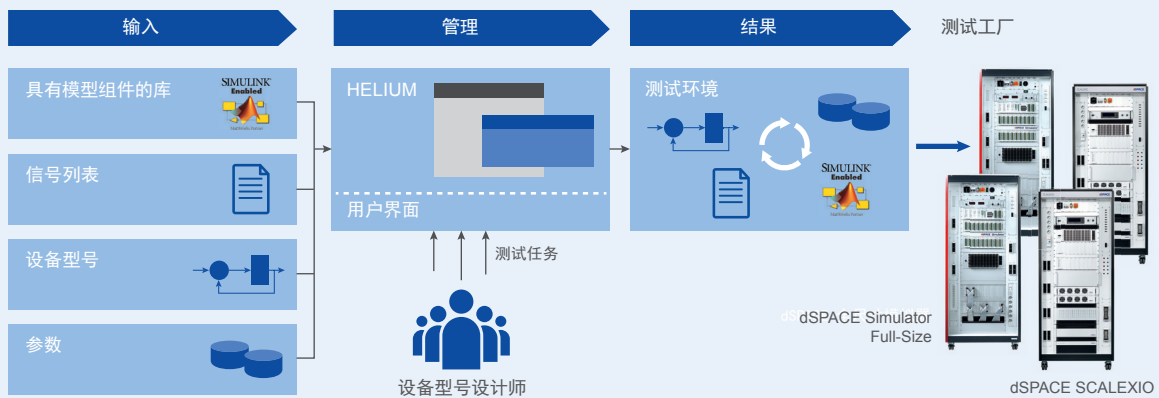 输入
管理
结果
测试工厂
具有模型组件的库
SIMULINK®
Enabled
MathWorks Partner
信号列表
设备型号
参数
HELIUM
用户界面
测试任务
设备型号设计师
测试环境
SIMULINK®
Enabled
dSPACE Simulator
Full-Size
dSPACE SCALEXIO